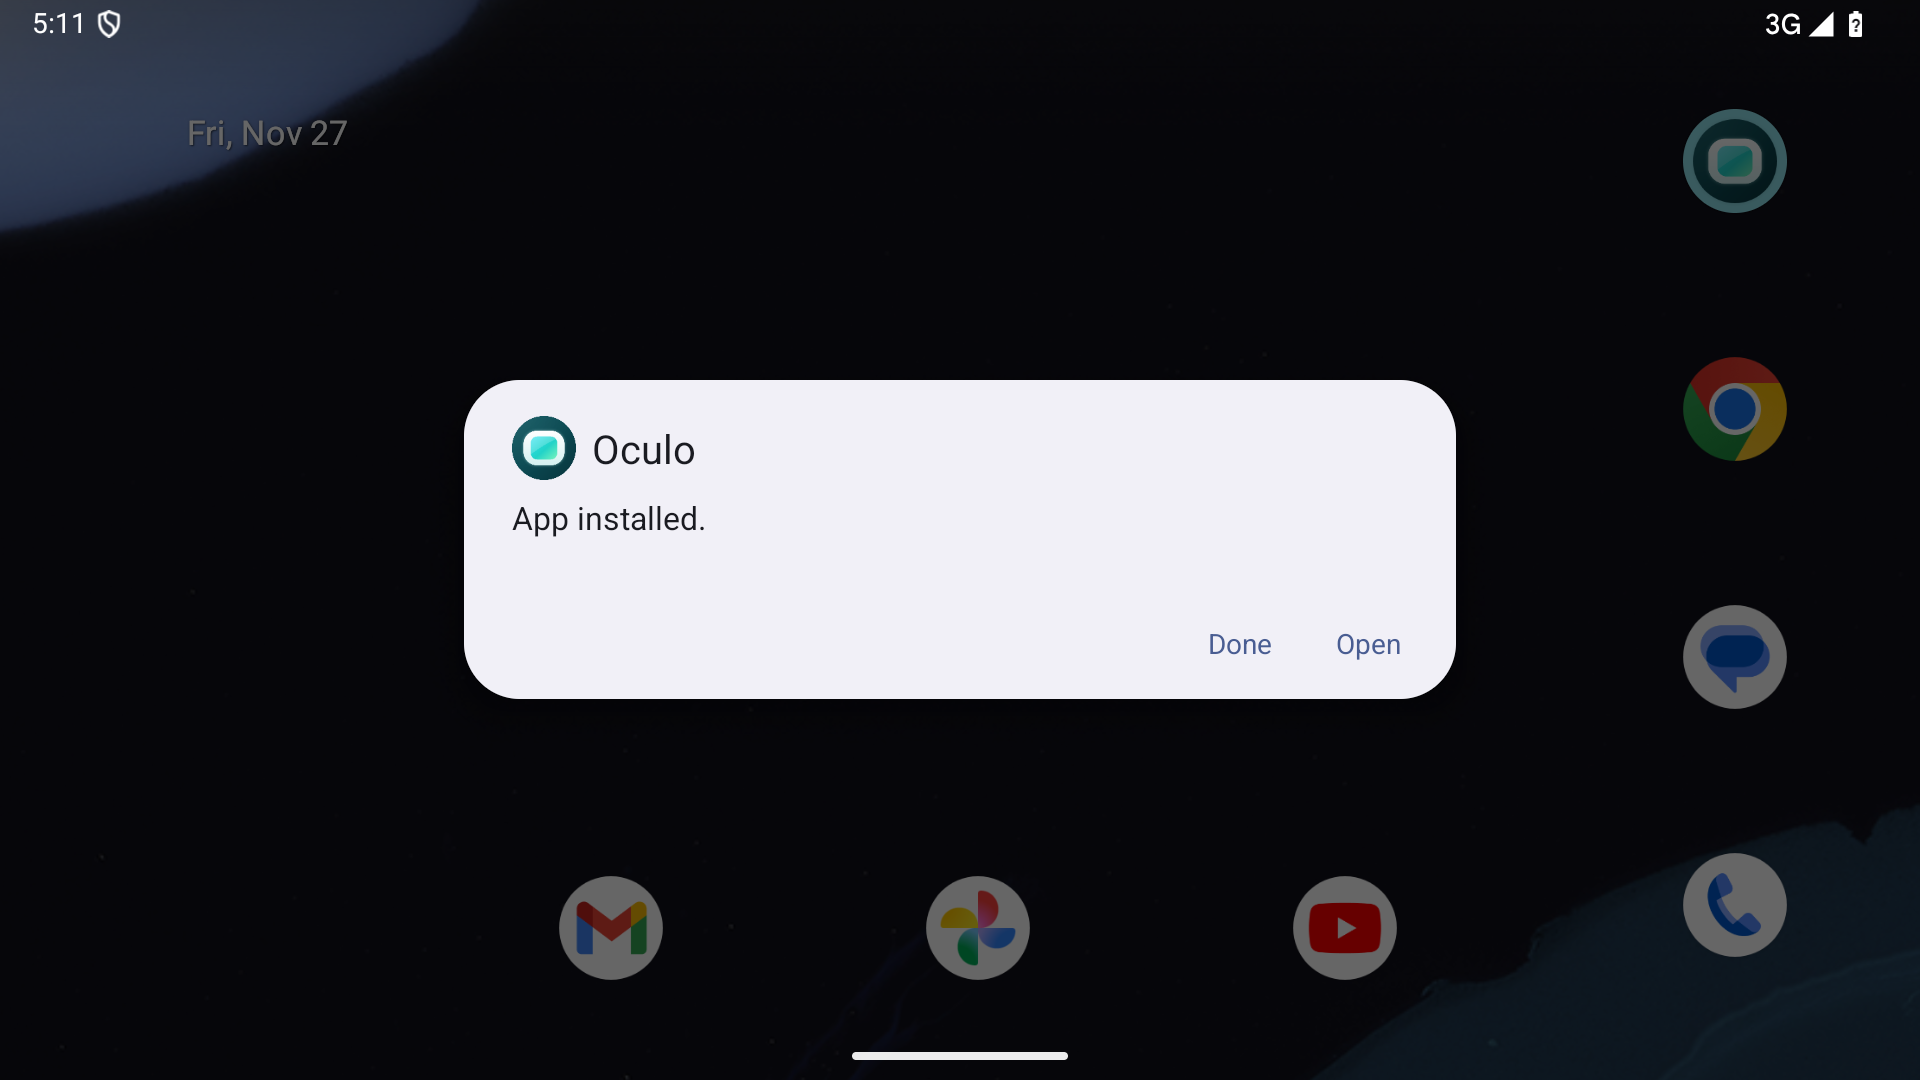 5:11
3G
Fri, Nov 27
Oculo
App installed.
Done
Open